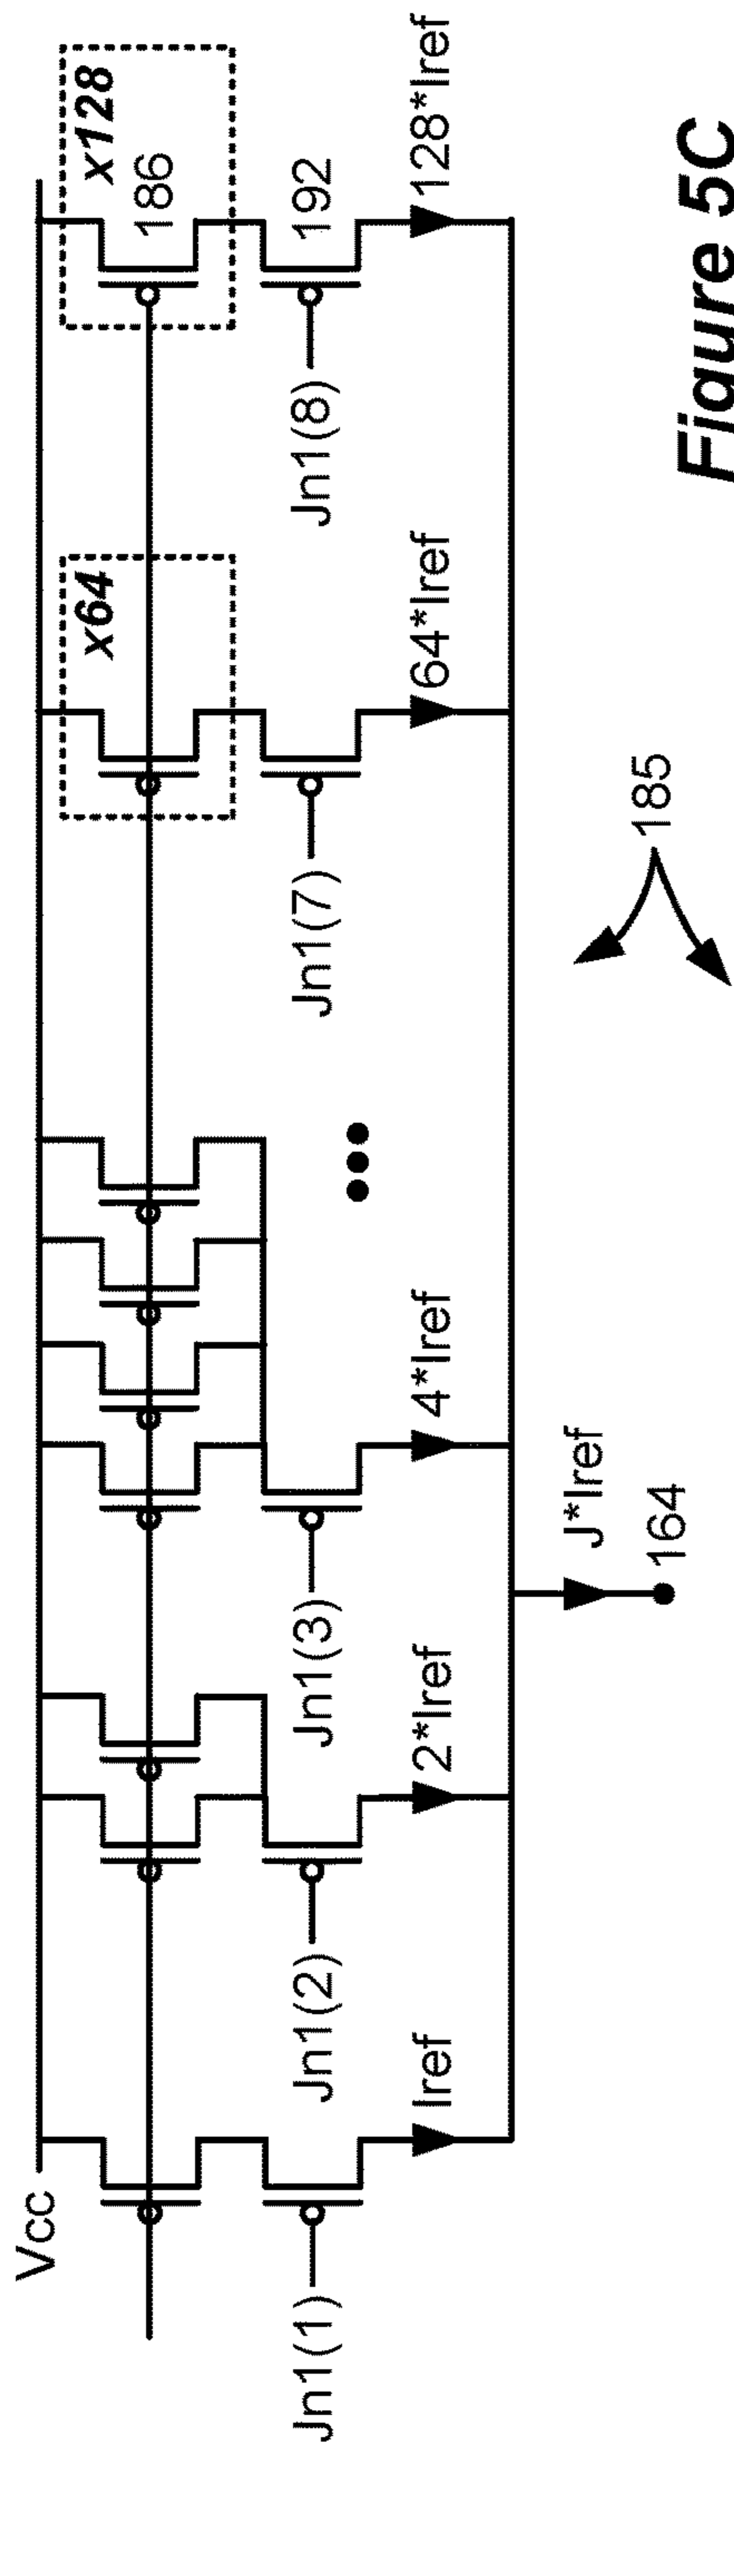 Vcc
x64
x128
186
192
Jn1(1)
Jn1(2)
Jn1(3)
Jn1(7)
Jn1(8)
Iref
2*Iref
4*Iref
64*Iref
128*Iref
J*Iref
164
185
Figure 5C